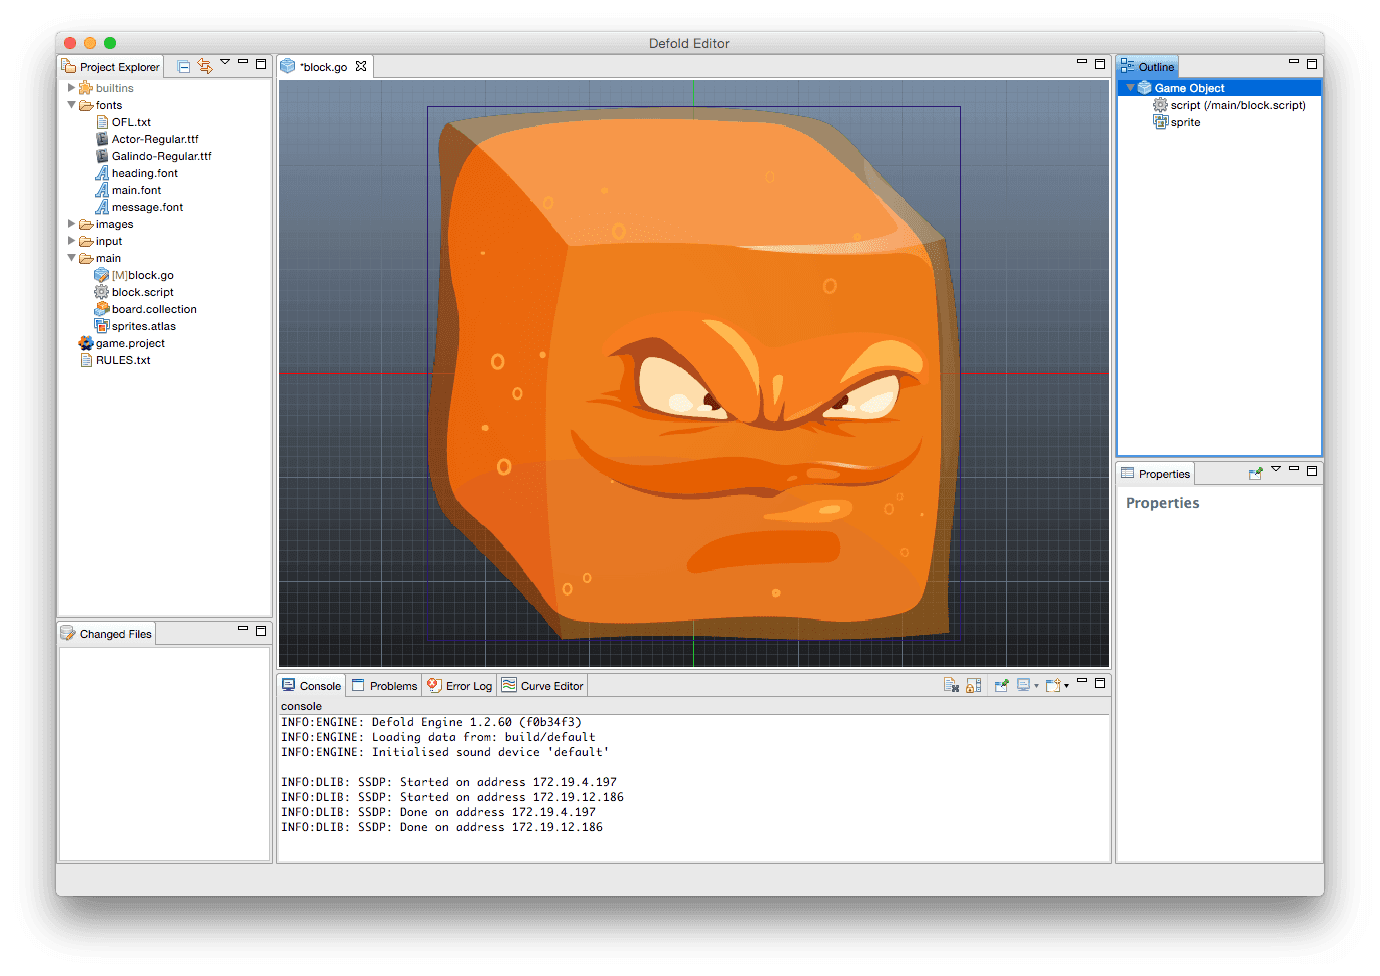 Defold Editor
Project Explorer
builtins
fonts
OFL.txt
Actor-Regular.ttf
Galindo-Regular.ttf
heading.font
main.font
message.font
images
input
main
[M]block.go
block.script
board.collection
sprites.atlas
game.project
RULES.txt
Changed Files
*block.go
Console
Problems
Error Log
Curve Editor
console
INFO:ENGINE: Defold Engine 1.2.60 (f0b34f3)
INFO:ENGINE: Loading data from: build/default
INFO:ENGINE: Initialised sound device 'default'
INFO:DLIB: SSDP: Started on address 172.19.4.197
INFO:DLIB: SSDP: Started on address 172.19.12.186
INFO:DLIB: SSDP: Done on address 172.19.4.197
INFO:DLIB: SSDP: Done on address 172.19.12.186
Outline
Game Object
script (/main/block.script)
sprite
Properties
Properties